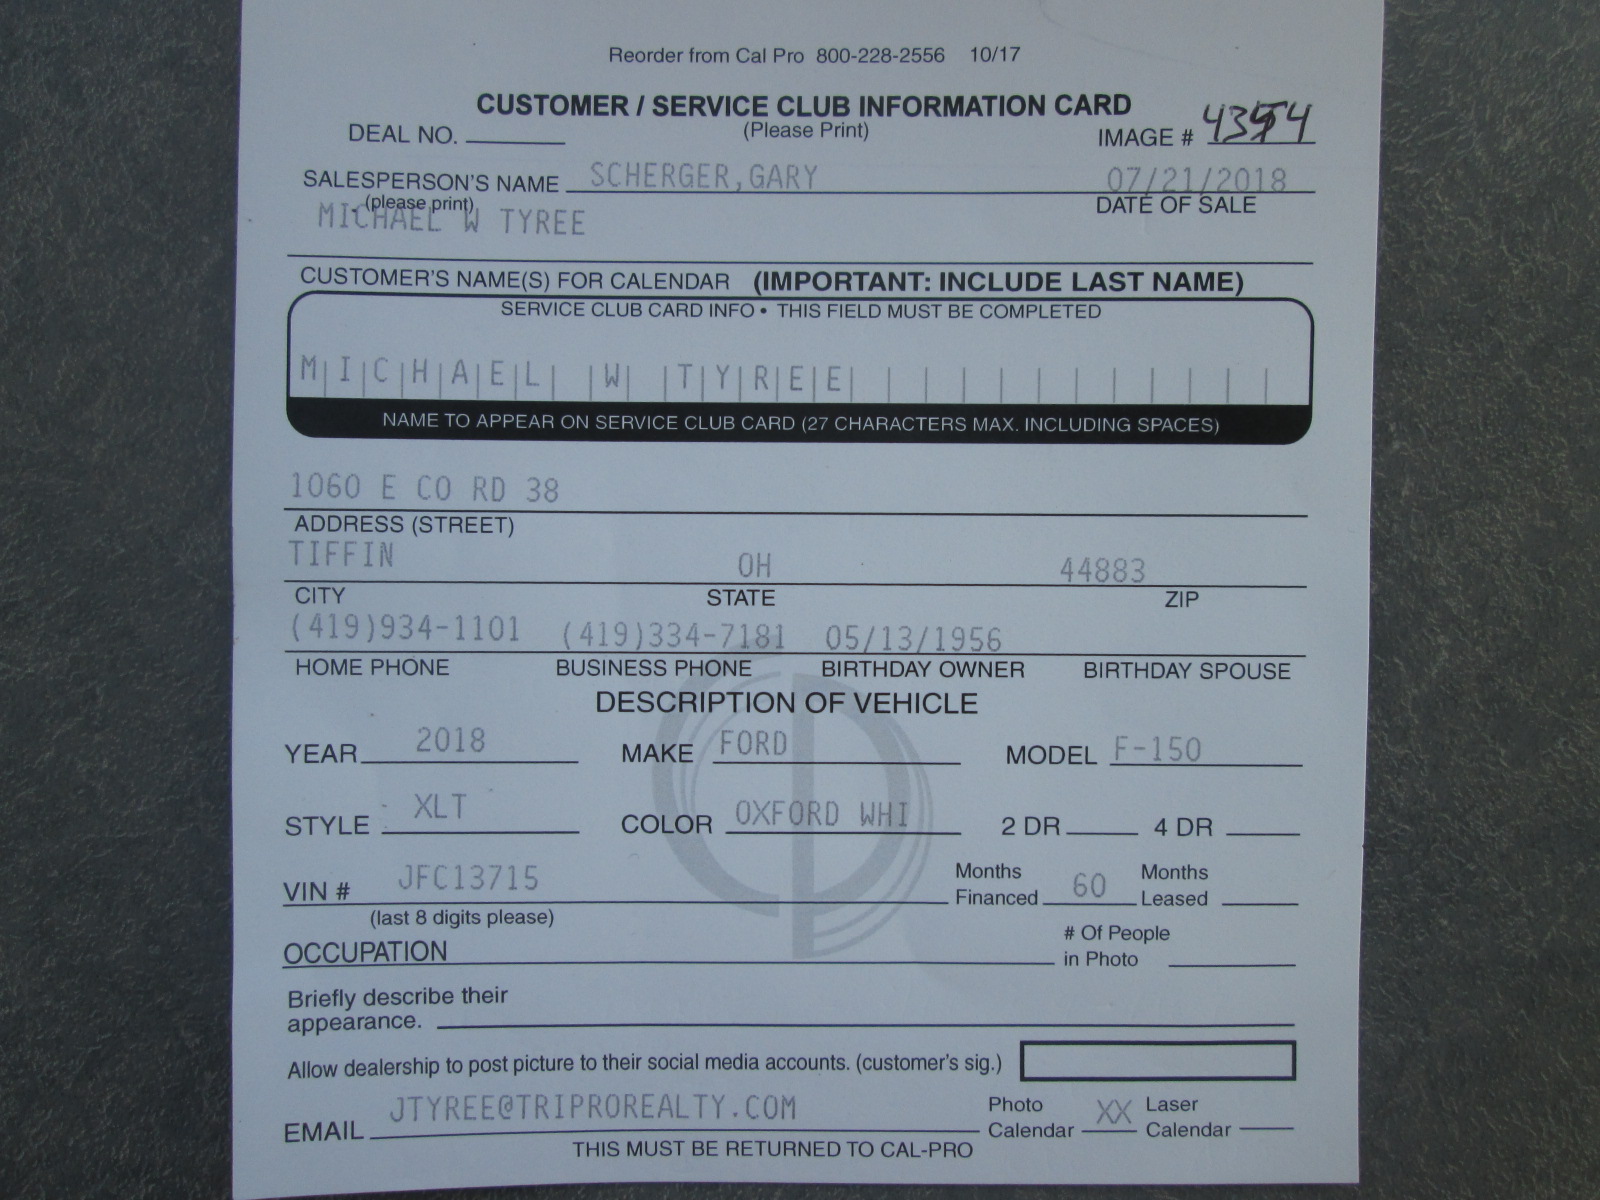 Reorder from Cal Pro 800-228-2556 10/17
CUSTOMER / SERVICE CLUB INFORMATION CARD
DEAL NO. (Please Print) IMAGE #
SALESPERSON'S NAME SCHERGER,GARY 07/21/2018
(please print) DATE OF SALE
MICHAEL W TYREE
CUSTOMER'S NAME(S) FOR CALENDAR (IMPORTANT: INCLUDE LAST NAME)
SERVICE CLUB CARD INFO • THIS FIELD MUST BE COMPLETED
M|I|C|H|A|E|L| |W| |T|Y|R|E|E| | | | | | | | | | | |
NAME TO APPEAR ON SERVICE CLUB CARD (27 CHARACTERS MAX. INCLUDING SPACES)
1060 E CO RD 38
ADDRESS (STREET)
TIFFIN OH 44883
CITY STATE ZIP
(419)934-1101 (419)334-7181 05/13/1956
HOME PHONE BUSINESS PHONE BIRTHDAY OWNER BIRTHDAY SPOUSE
DESCRIPTION OF VEHICLE
YEAR 2018 MAKE FORD MODEL F-150
STYLE XLT COLOR OXFORD WHI 2 DR 4 DR
VIN # JFC13715 Months Financed 60 Months Leased
(last 8 digits please)
OCCUPATION # Of People in Photo
Briefly describe their
appearance.
Allow dealership to post picture to their social media accounts. (customer's sig.)
EMAIL JTYREE@TRIPROREALTY.COM Photo Calendar XX Laser Calendar
THIS MUST BE RETURNED TO CAL-PRO